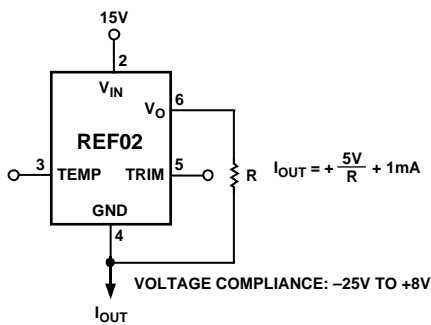 15V
2
V_IN
V_O
6
REF02
3
TEMP
TRIM
5
R
I_OUT = + 5V/R + 1mA
GND
4
VOLTAGE COMPLIANCE: –25V TO +8V
I_OUT